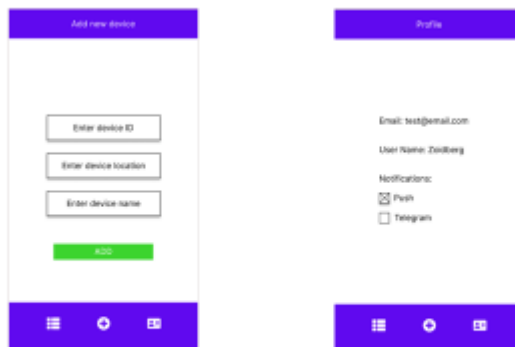 Add new device
Enter device ID
Enter device location
Enter device name
ADD
Profile
Email: test@email.com
User Name: Zoidberg
Notifications:
Push
Telegram